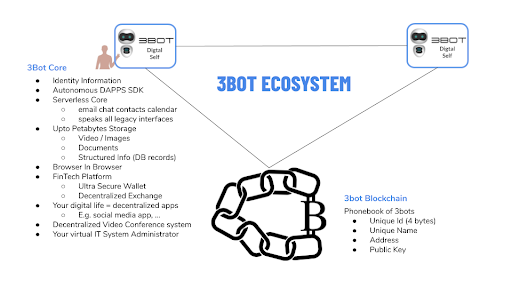 3BOT
Digtal
Self
3BOT
Digtal
Self
3BOT ECOSYSTEM
3Bot Core
● Identity Information
● Autonomous DAPPS SDK
● Serverless Core
○ email chat contacts calendar
○ speaks all legacy interfaces
● Upto Petabytes Storage
○ Video / Images
○ Documents
○ Structured Info (DB records)
● Browser In Browser
● FinTech Platform
○ Ultra Secure Wallet
○ Decentralized Exchange
● Your digital life = decentralized apps
○ E.g. social media app, ...
● Decentralized Video Conference system
● Your virtual IT System Administrator
B
3bot Blockchain
Phonebook of 3bots
● Unique Id (4 bytes)
● Unique Name
● Address
● Public Key